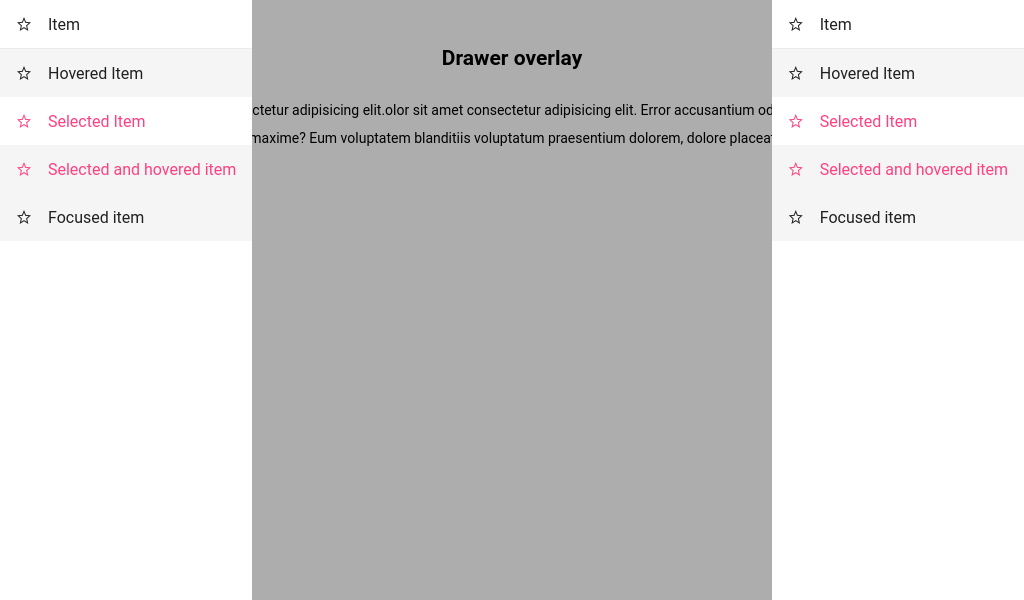 Item
Hovered Item
Selected Item
Selected and hovered item
Focused item
Drawer overlay
ctetur adipisicing elit.olor sit amet consectetur adipisicing elit. Error accusantium od
maxime? Eum voluptatem blanditiis voluptatum praesentium dolorem, dolore placeat
Item
Hovered Item
Selected Item
Selected and hovered item
Focused item